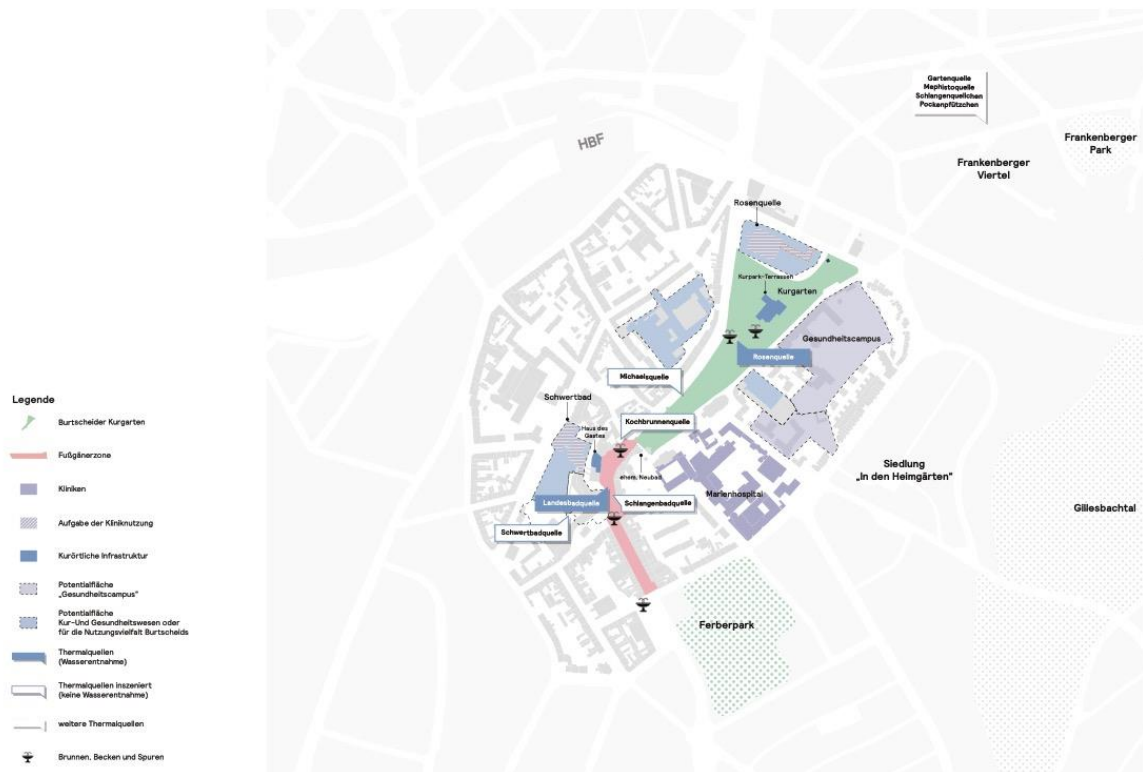 Gartenquelle
Mephistoquelle
Schlangenquellchen
Pockenpfützchen
HBF
Frankenberger
Park
Frankenberger
Viertel
Rosenquelle
Kurpark-Terrassen
Kurgarten
Gesundheitscampus
Rosenquelle
Michaelsquelle
Schwertbad
Kochbrunnenquelle
Haus des
Gastes
ehem. Neubad
Siedlung
„In den Heimgärten“
Marienhospital
Landesbadquelle
Schlangenbadquelle
Gillesbachtal
Schwertbadquelle
Ferberpark
Legende
Burtscheider Kurgarten
Fußgänerzone
Kliniken
Aufgabe der Kliniknutzung
Kurörtliche Infrastruktur
Potentialfläche
„Gesundheitscampus“
Potentialfläche
Kur-Und Gesundheitswesen oder
für die Nutzungsvielfalt Burtscheids
Thermalquellen
(Wasserentnahme)
Thermalquellen inszeniert
(keine Wasserentnahme)
weitere Thermalquellen
Brunnen, Becken und Spuren